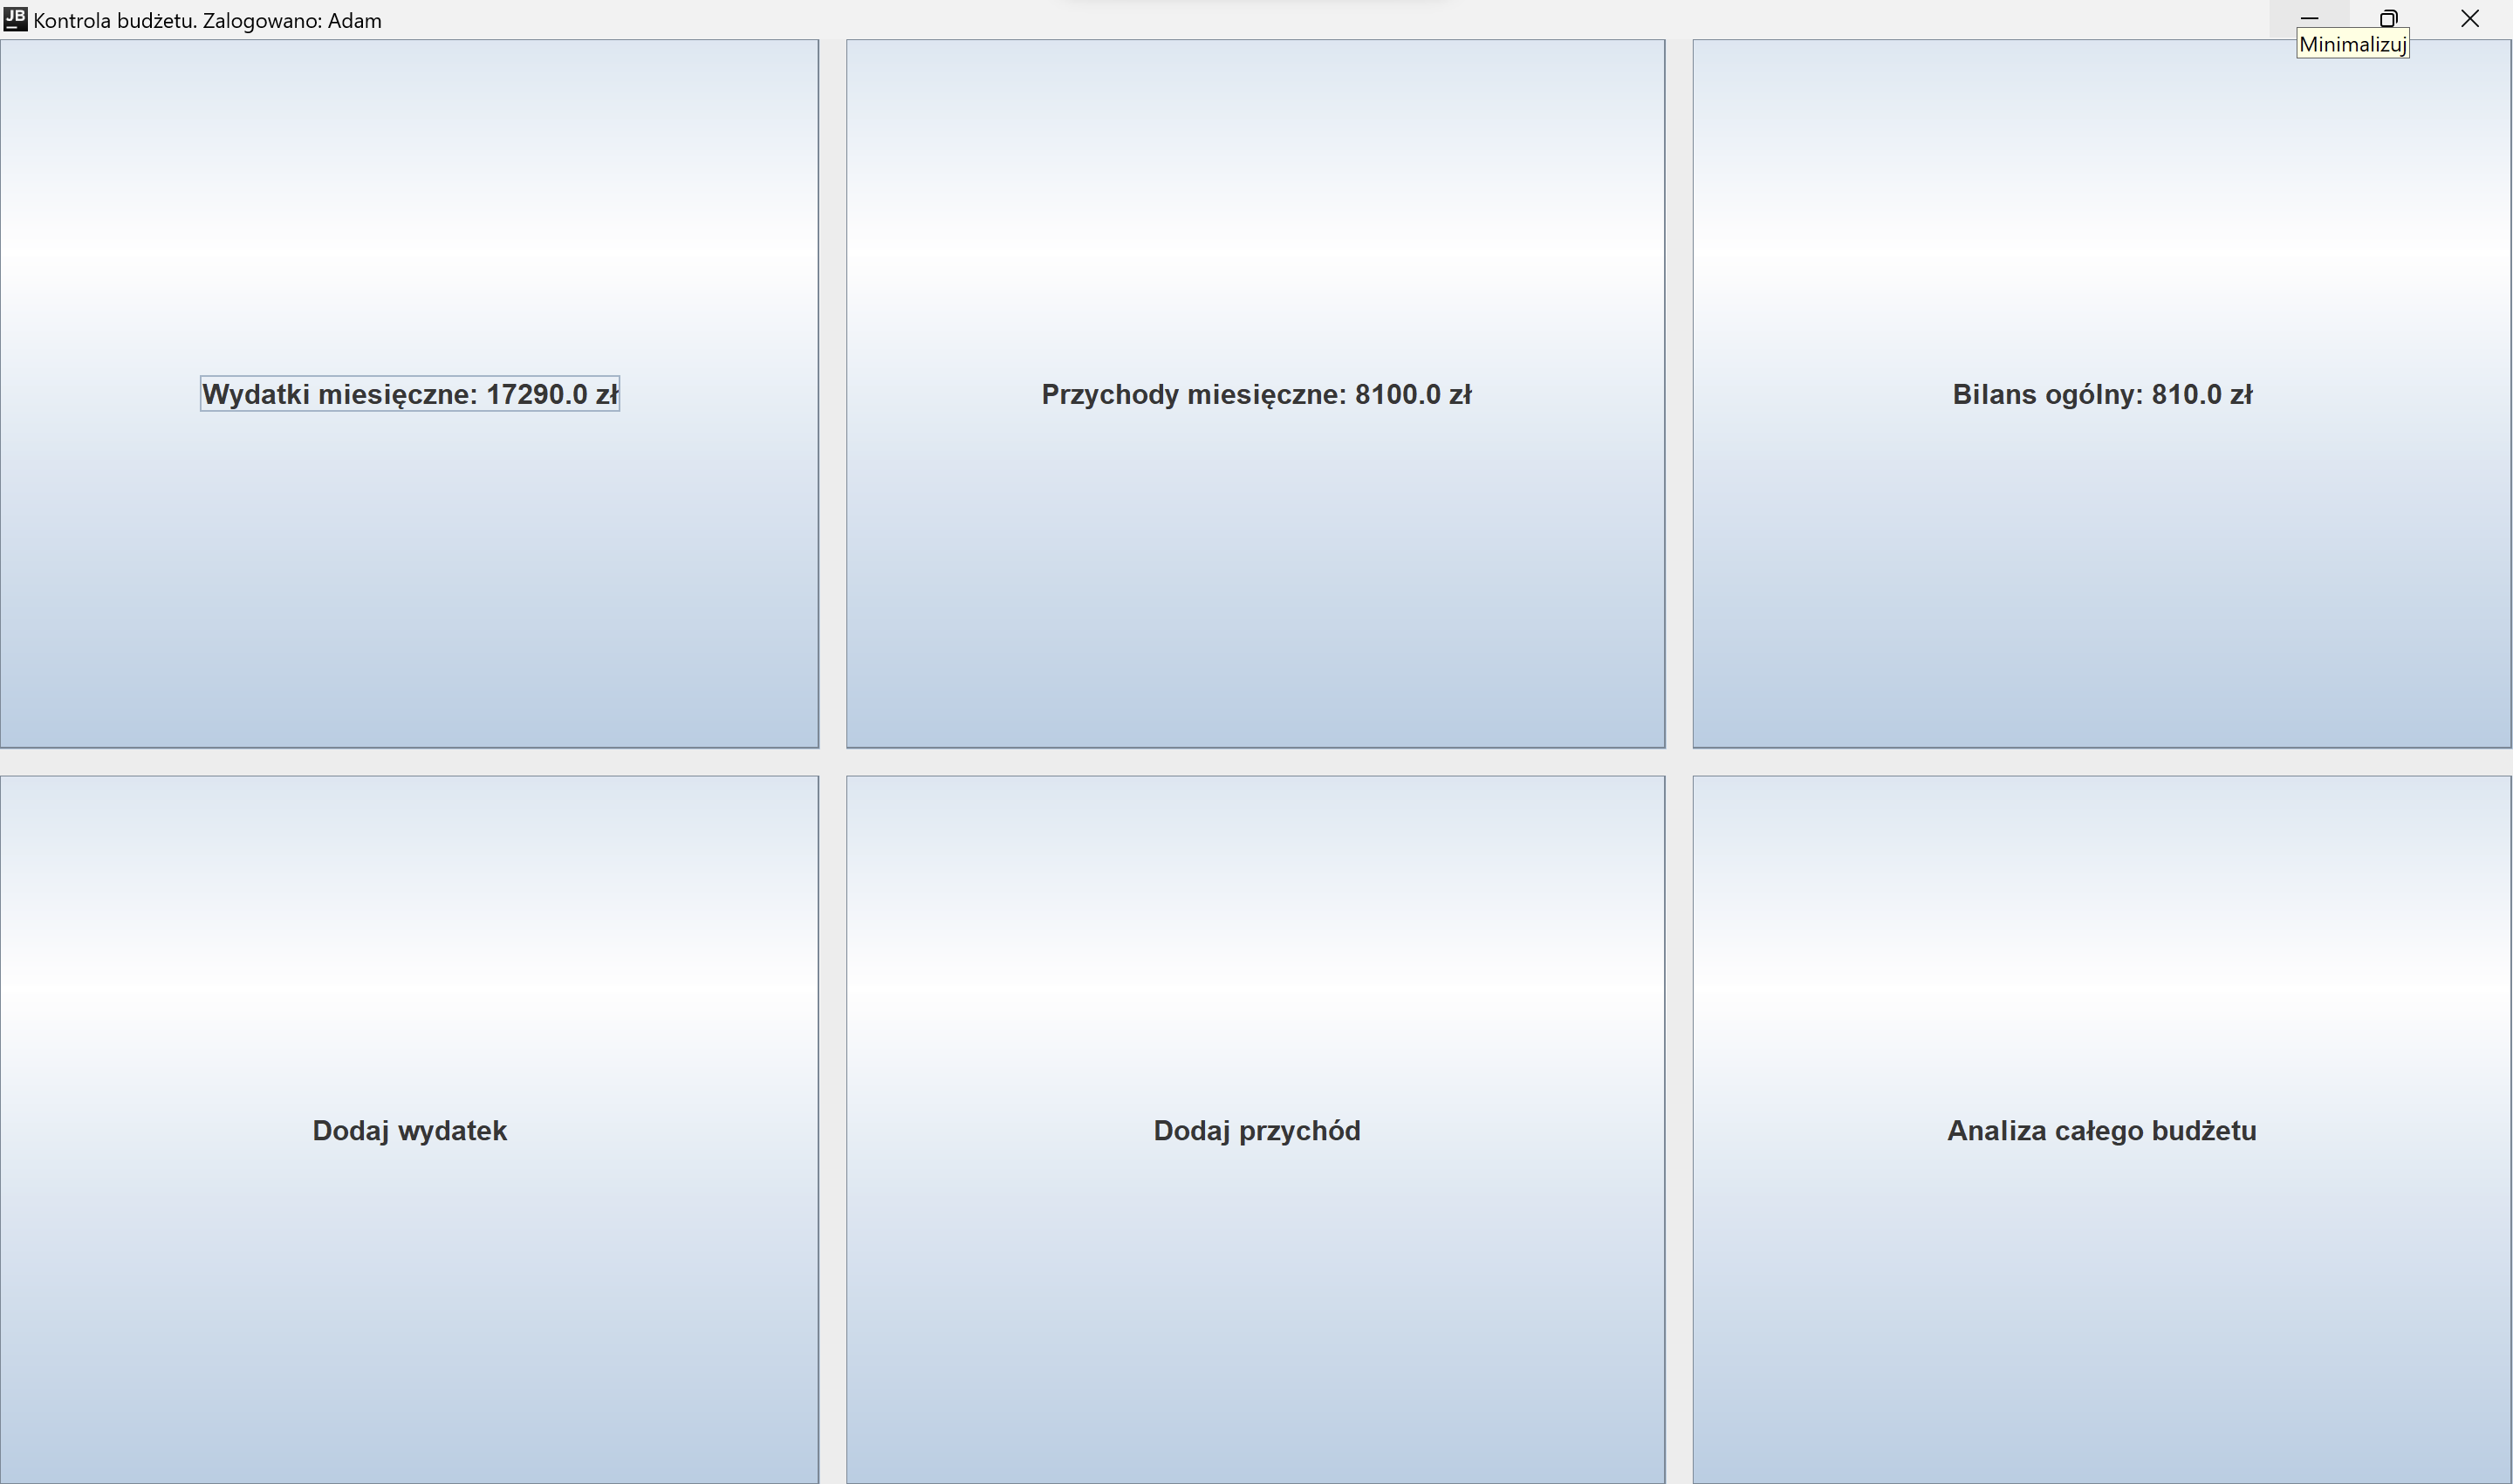 JB Kontrola budżetu. Zalogowano: Adam
Minimalizuj
Wydatki miesięczne: 17290.0 zł
Przychody miesięczne: 8100.0 zł
Bilans ogólny: 810.0 zł
Dodaj wydatek
Dodaj przychód
Analiza całego budżetu